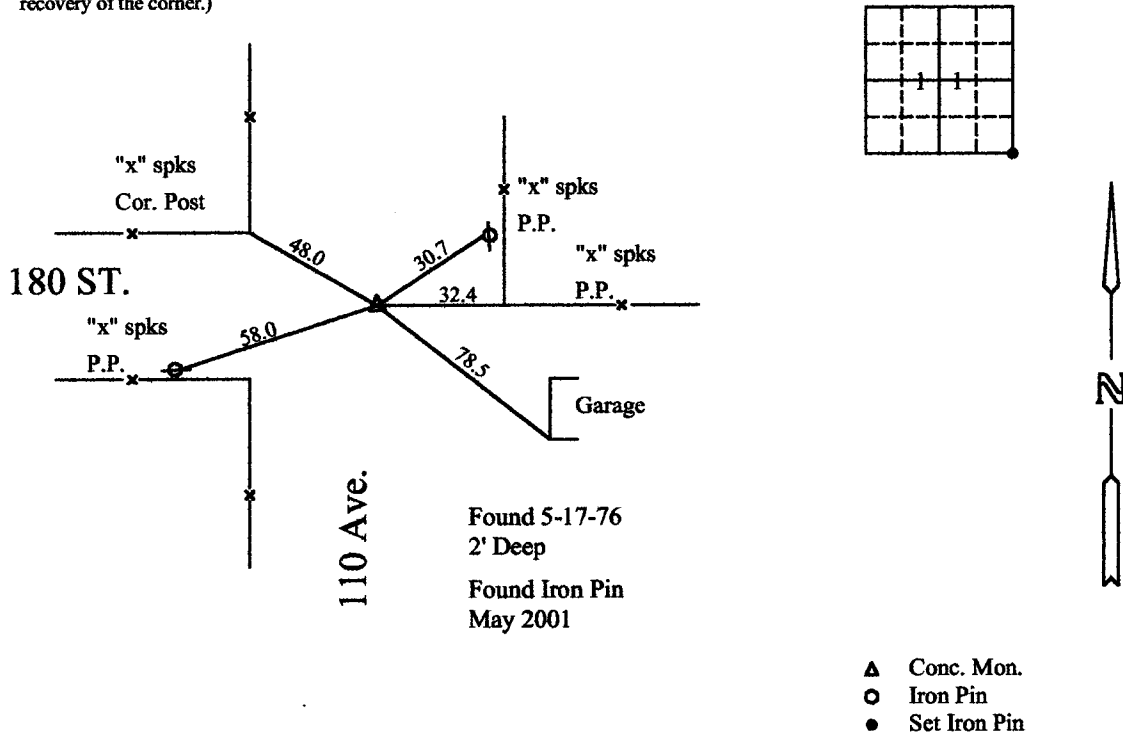 recovery of the corner.)
1 1
"x" spks
Cor. Post
"x" spks
P.P.
"x" spks
P.P.
48.0
30.7
180 ST.
32.4
"x" spks
P.P.
58.0
78.5
Garage
N
110 Ave.
Found 5-17-76
2' Deep
Found Iron Pin
May 2001
Conc. Mon.
Iron Pin
Set Iron Pin